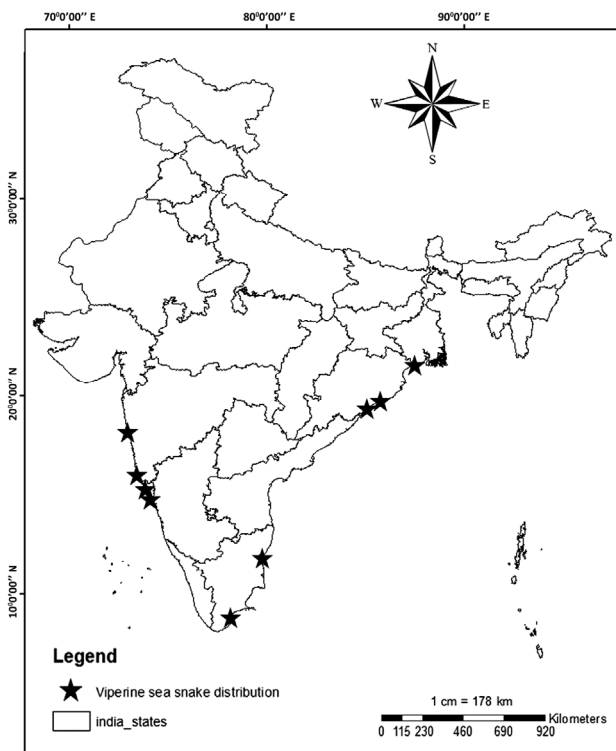 70°0'0'' E 80°0'0'' E 90°0'0'' E
N
W E
S
30°0'0'' N
20°0'0'' N
10°0'0'' N
Legend
Viperine sea snake distribution
india_states
1 cm = 178 km
Kilometers
0 115 230 460 690 920